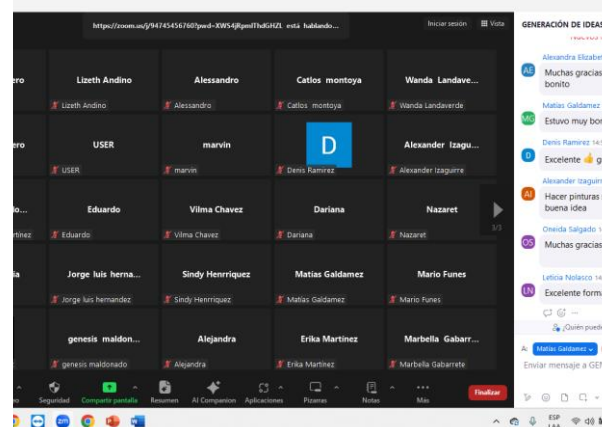 https://zoom.us/j/94745456760?pwd=XWS4jRpmlThdGHZL está hablando...
Iniciar sesión
Vista
GENERACIÓN DE IDEAS
Lizeth Andino
Alessandro
Catlos montoya
Wanda Landave...
Lizeth Andino
Alessandro
Catlos montoya
Wanda Landaverde
USER
marvin
D
Alexander Izagu...
USER
marvin
Denis Ramirez
Alexander Izaguirre
Eduardo
Vilma Chavez
Dariana
Nazaret
Eduardo
Vilma Chavez
Dariana
Nazaret
3/3
Jorge luis herna...
Sindy Henrriquez
Matías Galdamez
Mario Funes
Jorge luis hernandez
Sindy Henrriquez
Matías Galdamez
Mario Funes
genesis maldon...
Alejandra
Erika Martínez
Marbella Gabarr...
genesis maldonado
Alejandra
Erika Martínez
Marbella Gabarrete
Seguridad
Compartir pantalla
Resumen
AI Companion
Aplicaciones
Pizarras
Notas
Más
Finalizar
Alexandra Elizabet
AE
Muchas gracias
bonito
Matías Galdamez
MG
Estuvo muy bon
Denis Ramirez 14:
D
Excelente 👍 g
Alexander Izaguirr
AI
Hacer pinturas
buena idea
Oneida Salgado
OS
Muchas gracias
Leticia Nolasco 14
LN
Excelente form
¿Quién puede
A:
Matías Galdamez
Enviar mensaje a GEN
ESP
LAA